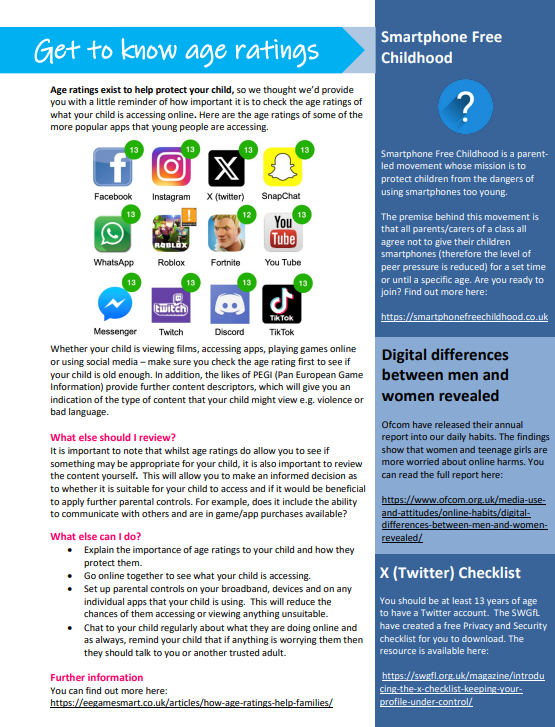 Get to know age ratings
Age ratings exist to help protect your child, so we thought we'd provide
you with a little reminder of how important it is to check the age ratings of
what your child is accessing online. Here are the age ratings of some of the
more popular apps that young people are accessing.
13
13
13
13
Facebook
Instagram
X (twitter)
SnapChat
13
!
12
13
ROBLOX
You
Tube
WhatsApp
Roblox
Fortnite
You Tube
13
13
13
13
twitch
TikTok
Messenger
Twitch
Discord
TikTok
Whether your child is viewing films, accessing apps, playing games online
or using social media – make sure you check the age rating first to see if
your child is old enough. In addition, the likes of PEGI (Pan European Game
Information) provide further content descriptors, which will give you an
indication of the type of content that your child might view e.g. violence or
bad language.
What else should I review?
It is important to note that whilst age ratings do allow you to see if
something may be appropriate for your child, it is also important to review
the content yourself. This will allow you to make an informed decision as
to whether it is suitable for your child to access and if it would be beneficial
to apply further parental controls. For example, does it include the ability
to communicate with others and are in game/app purchases available?
What else can I do?
• Explain the importance of age ratings to your child and how they
protect them.
• Go online together to see what your child is accessing.
• Set up parental controls on your broadband, devices and on any
individual apps that your child is using. This will reduce the
chances of them accessing or viewing anything unsuitable.
• Chat to your child regularly about what they are doing online and
as always, remind your child that if anything is worrying them then
they should talk to you or another trusted adult.
Further information
You can find out more here:
https://eegamesmart.co.uk/articles/how-age-ratings-help-families/
Smartphone Free
Childhood
?
Smartphone Free Childhood is a parent-
led movement whose mission is to
protect children from the dangers of
using smartphones too young.
The premise behind this movement is
that all parents/carers of a class all
agree not to give their children
smartphones (therefore the level of
peer pressure is reduced) for a set time
or until a specific age. Are you ready to
join? Find out more here:
https://smartphonefreechildhood.co.uk
Digital differences
between men and
women revealed
Ofcom have released their annual
report into our daily habits. The findings
show that women and teenage girls are
more worried about online harms. You
can read the full report here:
https://www.ofcom.org.uk/media-use-
and-attitudes/online-habits/digital-
differences-between-men-and-women-
revealed/
X (Twitter) Checklist
You should be at least 13 years of age
to have a Twitter account. The SWGfL
have created a free Privacy and Security
checklist for you to download. The
resource is available here:
https://swgfl.org.uk/magazine/introdu
cing-the-x-checklist-keeping-your-
profile-under-control/